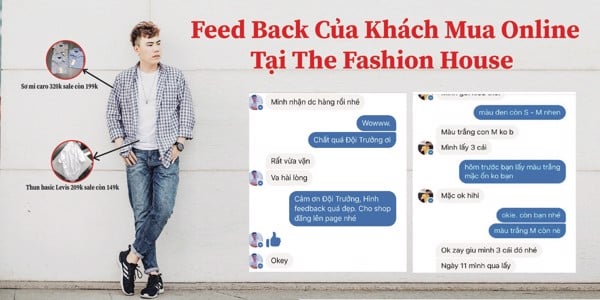 Feed Back Của Khách Mua Online
Tại The Fashion House
Sơ mi caro 320k sale còn 199k
Thun basic Levis 209k sale còn 149k
Mình nhận dc hàng rồi nhé
Wowwww.
Chất quá Đội Trưởng ơi
Rất vừa vặn
Va hài lòng
Cảm ơn Đội Trưởng, Hình
feedback quá đẹp. Cho shop
đăng lên page nhé
Okey
màu đen còn S - M nhen
Màu trắng con M ko b
Mình lấy 3 cái
hôm trước bạn lấy màu trắng
mặc ổn ko bạn
Mặc ok hihi
okie. còn bạn nhé
màu trắng M còn nè
Ok zay giu mình 3 cái đó nhé
Ngày 11 mình qua lấy